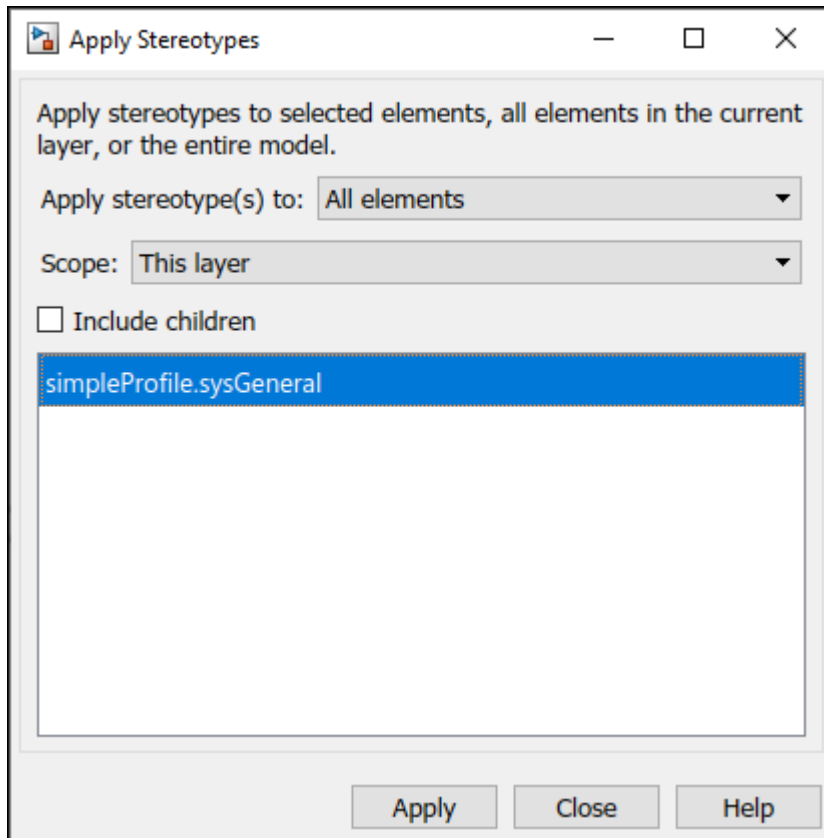 Apply Stereotypes
Apply stereotypes to selected elements, all elements in the current
layer, or the entire model.
Apply stereotype(s) to: All elements
Scope: This layer
Include children
simpleProfile.sysGeneral
Apply Close Help